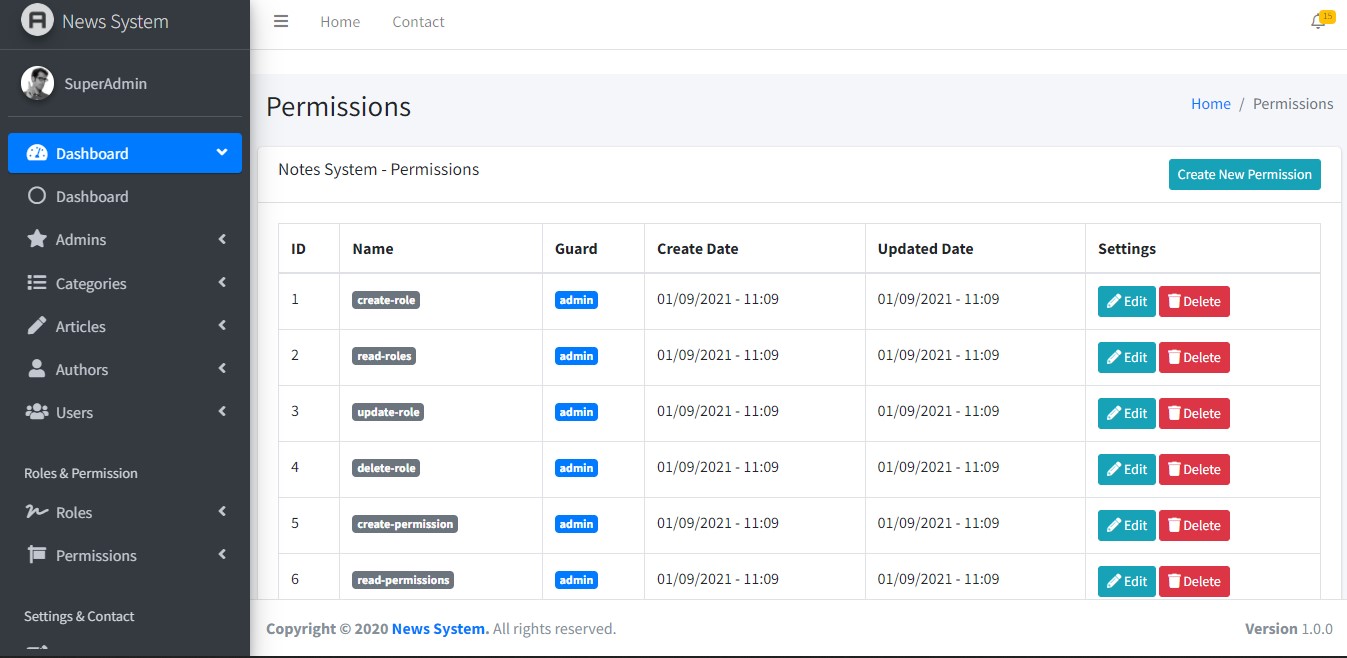 News System
Home Contact
15
SuperAdmin
Dashboard
Dashboard
Admins
Categories
Articles
Authors
Users
Roles & Permission
Roles
Permissions
Settings & Contact
Permissions
Home / Permissions
Notes System - Permissions
Create New Permission
ID Name Guard Create Date Updated Date Settings
1 create-role admin 01/09/2021 - 11:09 01/09/2021 - 11:09 Edit Delete
2 read-roles admin 01/09/2021 - 11:09 01/09/2021 - 11:09 Edit Delete
3 update-role admin 01/09/2021 - 11:09 01/09/2021 - 11:09 Edit Delete
4 delete-role admin 01/09/2021 - 11:09 01/09/2021 - 11:09 Edit Delete
5 create-permission admin 01/09/2021 - 11:09 01/09/2021 - 11:09 Edit Delete
6 read-permissions admin 01/09/2021 - 11:09 01/09/2021 - 11:09 Edit Delete
Copyright © 2020 News System. All rights reserved.
Version 1.0.0